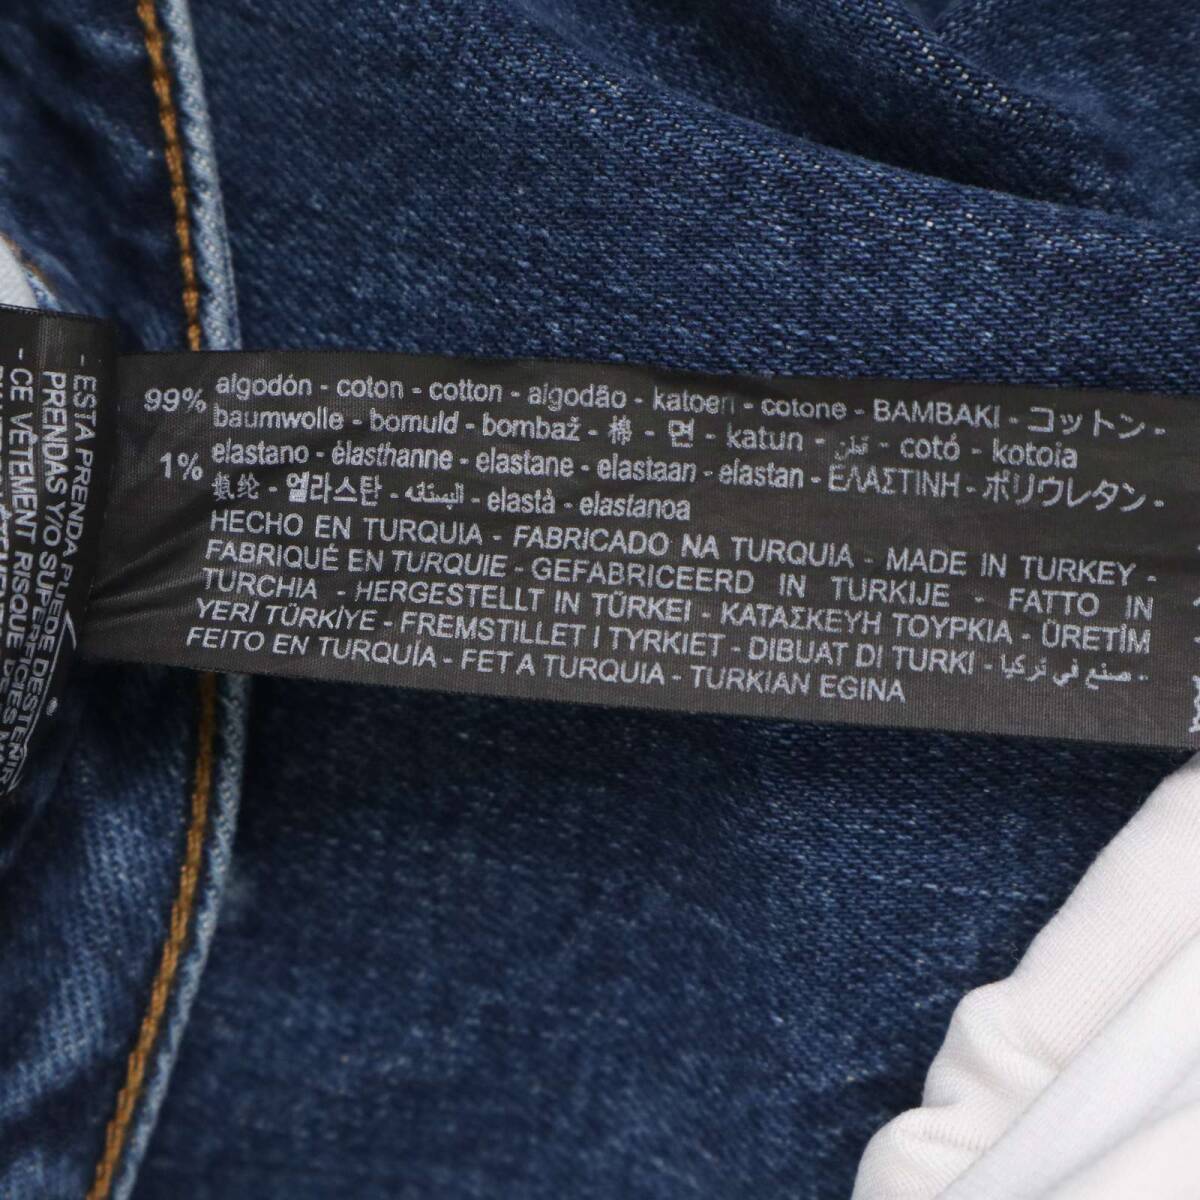 99% algodón - coton - cotton - algodão - katoen - cotone - BAMBAKI - コットン -
baumwolle - bomuld - bombaž - 棉 - 면 - katun - قطن - cotó - kotoia
1% elastano - élasthanne - elastane - elastaan - elastan - ΕΛΑΣΤΙΝΗ - ポリウレタン -
氨纶 - 엘라스탄 - - elastà - elastanoa
HECHO EN TURQUIA - FABRICADO NA TURQUIA - MADE IN TURKEY -
FABRIQUÉ EN TURQUIE - GEFABRICEERD IN TURKIJE - FATTO IN
TURCHIA - HERGESTELLT IN TÜRKEI - ΚΑΤΑΣΚΕΥΗ ΤΟΥΡΚΙΑ - ÜRETİM
YERİ TÜRKİYE - FREMSTILLET I TYRKIET - DIBUAT DI TURKI - صنع في تركيا -
FEITO EN TURQUÍA - FET A TURQUIA - TURKIAN EGINA
- ESTA PRENDA PUEDE DESTEÑIR
PRENDAS Y/O SUPERFICIES M
- CE VÊTEMENT RISQUE DE